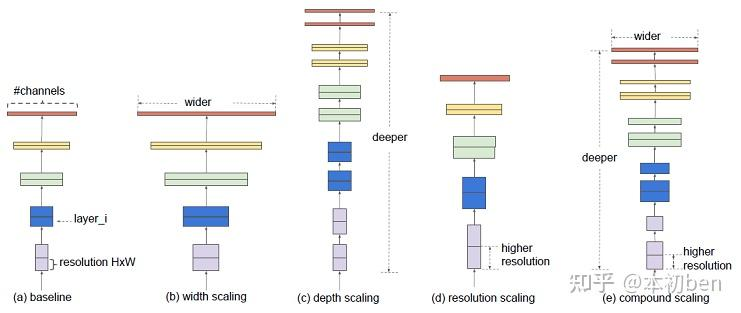 #channels
layer_i
resolution HxW
(a) baseline
wider
(b) width scaling
deeper
(c) depth scaling
higher
resolution
(d) resolution scaling
wider
deeper
higher
resolution
(e) compound scaling
知乎 @本初ben